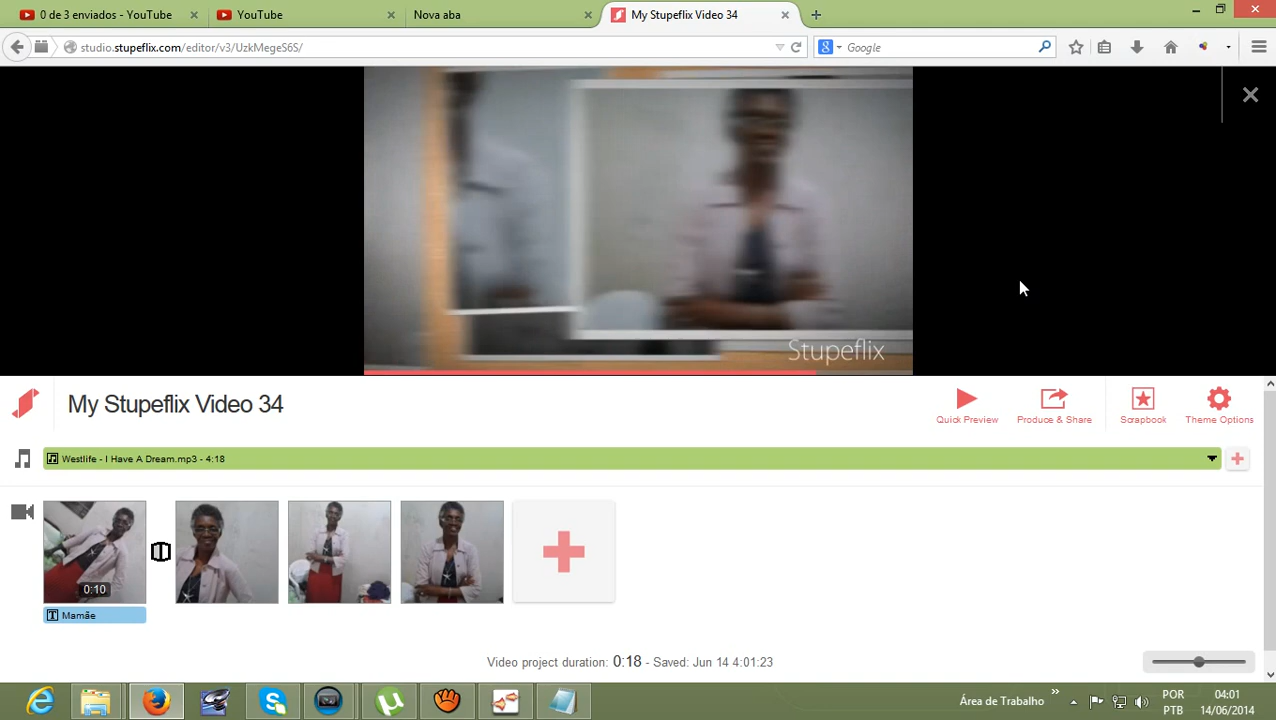 0 de 3 enviados - YouTube
YouTube
Nova aba
My Stupeflix Video 34
studio.stupeflix.com/editor/v3/UzkMegeS6S/
Google
Stupeflix
My Stupeflix Video 34
Quick Preview
Produce & Share
Scrapbook
Theme Options
Westlife - I Have A Dream.mp3 - 4:18
0:10
Mamãe
Video project duration: 0:18 - Saved: Jun 14 4:01:23
Área de Trabalho
POR
PTB
04:01
14/06/2014